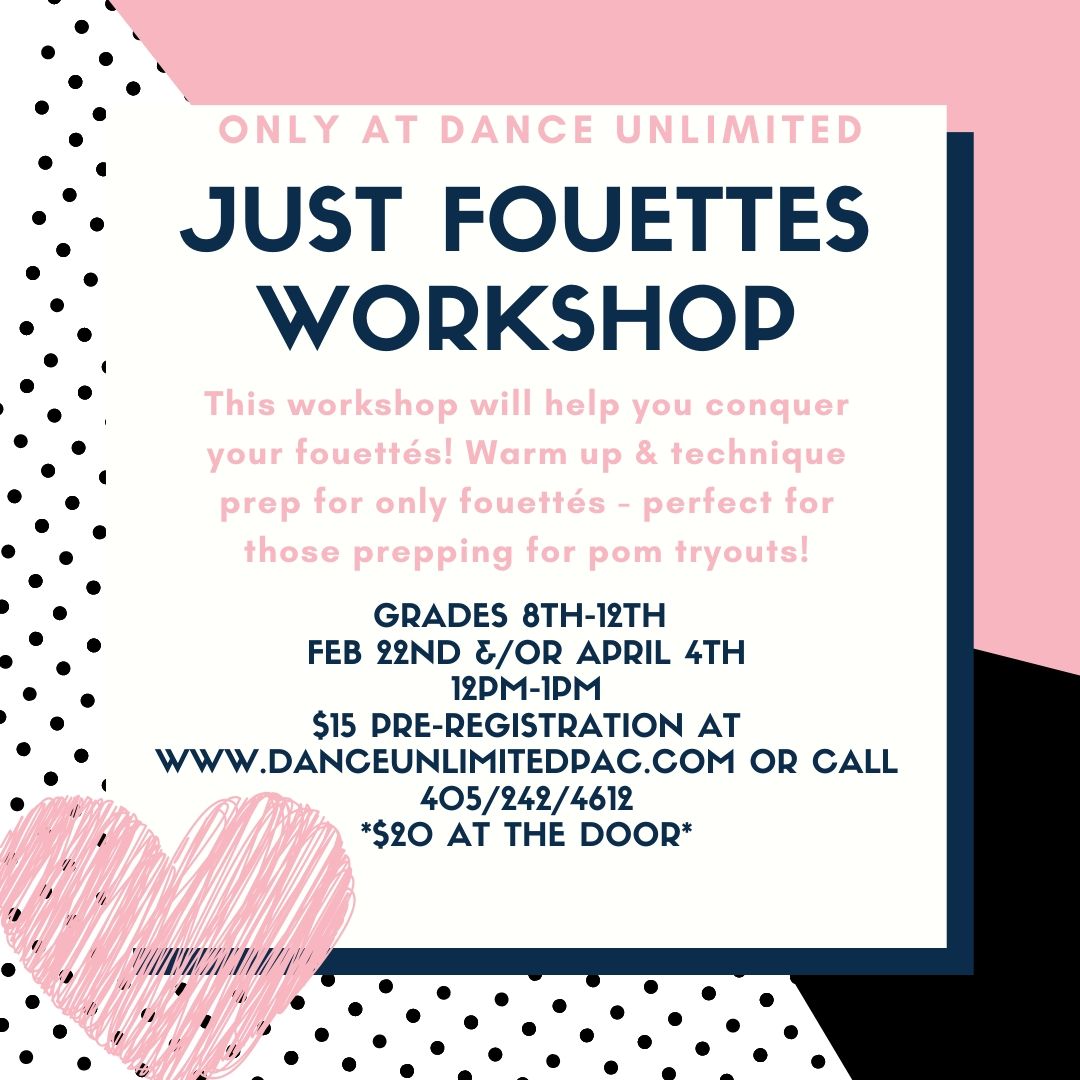 ONLY AT DANCE UNLIMITED
JUST FOUETTES
WORKSHOP
This workshop will help you conquer
your fouettés! Warm up & technique
prep for only fouettés - perfect for
those prepping for pom tryouts!
GRADES 8TH-12TH
FEB 22ND &/OR APRIL 4TH
12PM-1PM
$15 PRE-REGISTRATION AT
WWW.DANCEUNLIMITEDPAC.COM OR CALL
405/242/4612
*$20 AT THE DOOR*